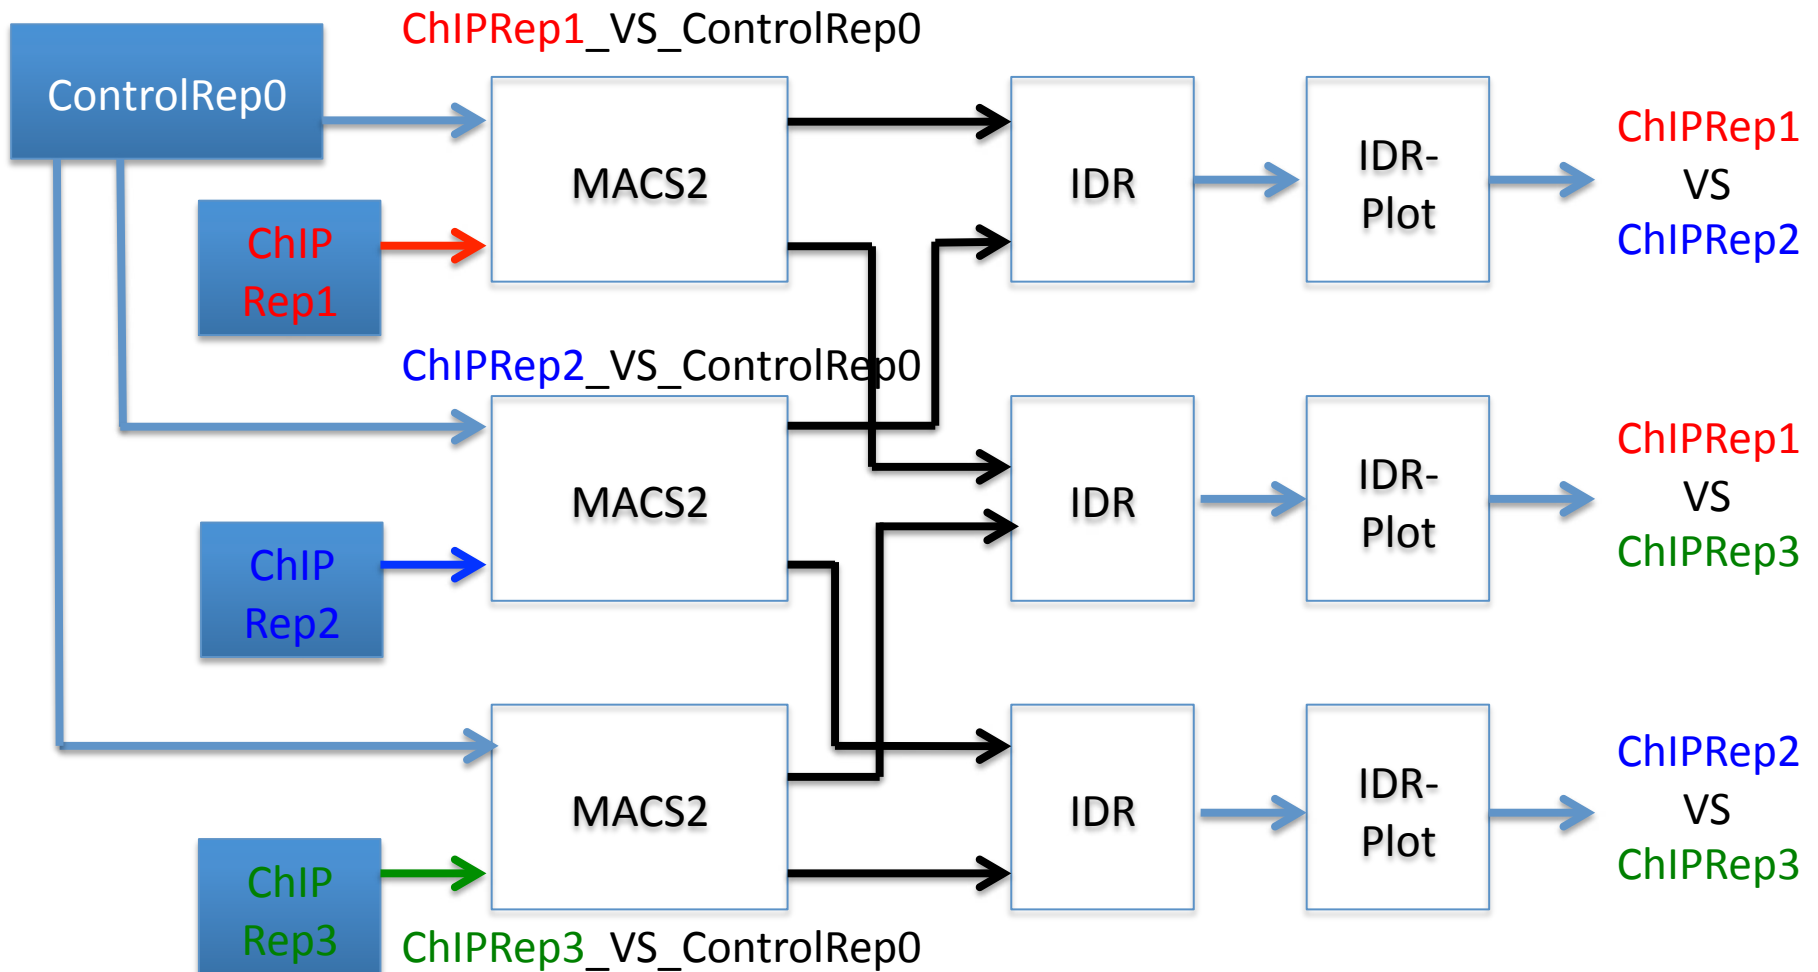 ChIPRep1_VS_ControlRep0
ControlRep0
MACS2
IDR
IDR-
Plot
ChIPRep1
VS
ChIPRep2
ChIP
Rep1
ChIPRep2_VS_ControlRep0
MACS2
IDR
IDR-
Plot
ChIPRep1
VS
ChIPRep3
ChIP
Rep2
MACS2
IDR
IDR-
Plot
ChIPRep2
VS
ChIPRep3
ChIP
Rep3
ChIPRep3_VS_ControlRep0